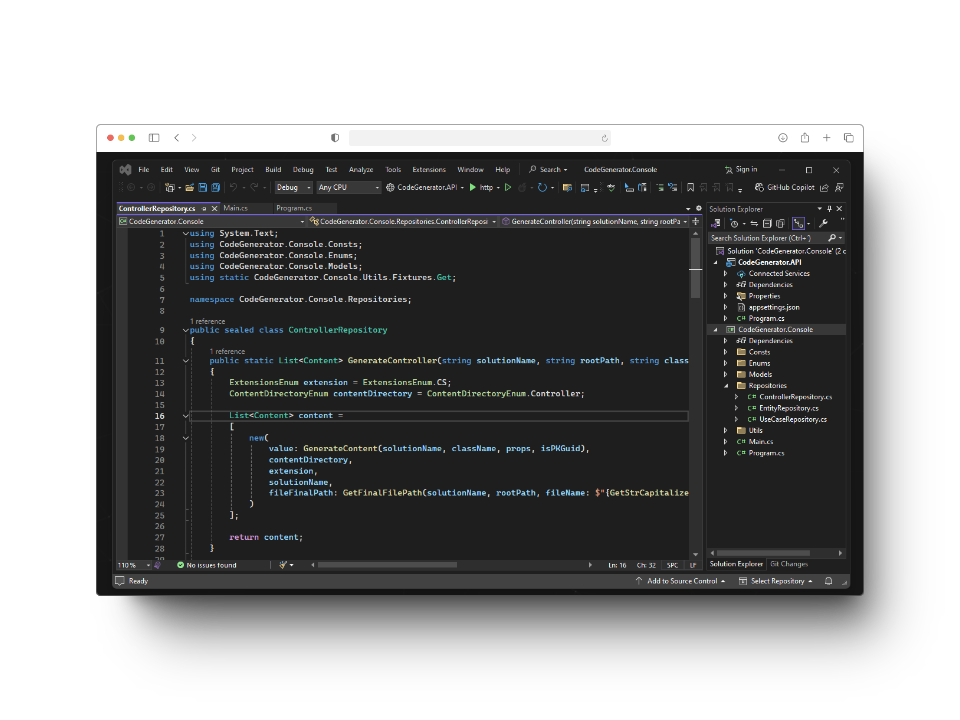 File Edit View Git Project Build Debug Test Analyze Tools Extensions Window Help Search CodeGenerator.Console Sign in
Debug Any CPU CodeGenerator.API http GitHub Copilot
ControllerRepository.cs Main.cs Program.cs
CodeGenerator.Console CodeGenerator.Console.Repositories.ControllerReposi GenerateController(string solutionName, string rootPa
1 using System.Text;
2 using CodeGenerator.Console.Consts;
3 using CodeGenerator.Console.Enums;
4 using CodeGenerator.Console.Models;
5 using static CodeGenerator.Console.Utils.Fixtures.Get;
6
7 namespace CodeGenerator.Console.Repositories;
8
1 reference
9 public sealed class ControllerRepository
10 {
1 reference
11 public static List<Content> GenerateController(string solutionName, string rootPath, string class
12 {
13 ExtensionsEnum extension = ExtensionsEnum.CS;
14 ContentDirectoryEnum contentDirectory = ContentDirectoryEnum.Controller;
15
16 List<Content> content =
17 [
18 new(
19 value: GenerateContent(solutionName, className, props, isPKGuid),
20 contentDirectory,
21 extension,
22 solutionName,
23 fileFinalPath: GetFinalFilePath(solutionName, rootPath, fileName: $"{GetStrCapitalize
24 )
25 ];
26
27 return content;
28 }
29
110 % No issues found Ln: 16 Ch: 32 SPC LF
Solution Explorer
Search Solution Explorer (Ctrl+')
Solution 'CodeGenerator.Console' (2 c
CodeGenerator.API
Connected Services
Dependencies
Properties
appsettings.json
C# Program.cs
CodeGenerator.Console
Dependencies
Consts
Enums
Models
Repositories
C# ControllerRepository.cs
C# EntityRepository.cs
C# UseCaseRepository.cs
Utils
C# Main.cs
C# Program.cs
Solution Explorer Git Changes
Ready Add to Source Control Select Repository